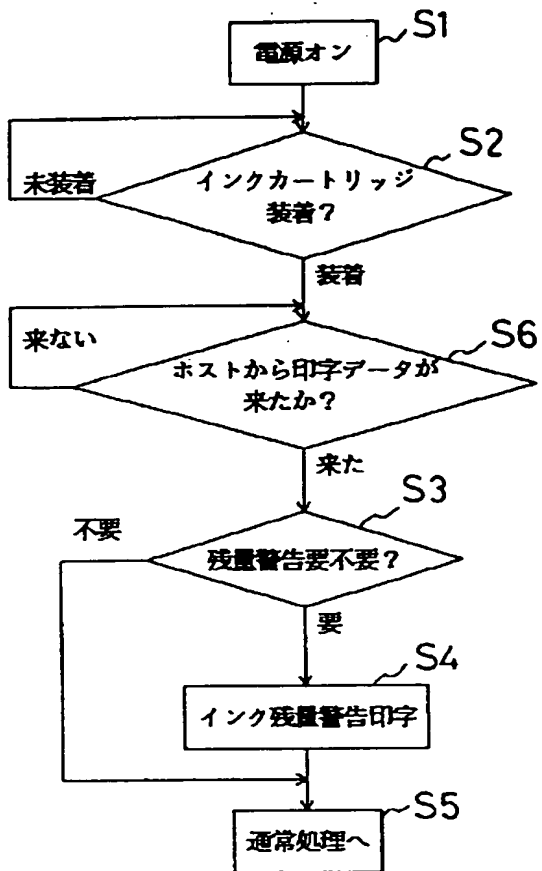 S1
電源オン
S2
インクカートリッジ
装着？
未装着
装着
S6
来ない
ホストから印字データが
来たか？
来た
S3
不要
残量警告要不要？
要
S4
インク残量警告印字
S5
通常処理へ